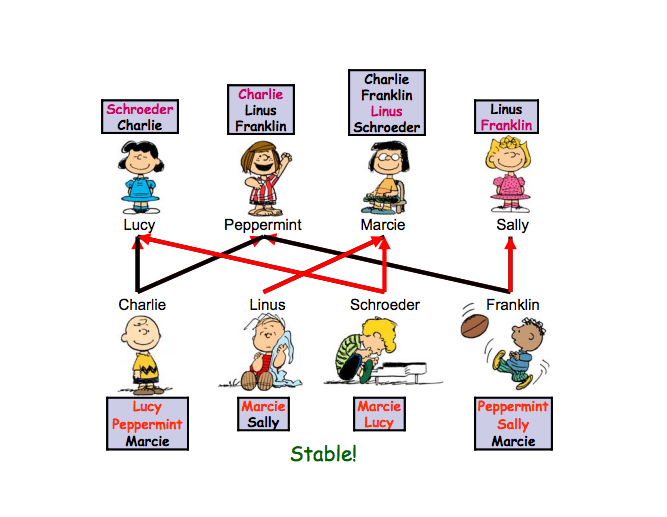 Schroeder
Charlie
Charlie
Linus
Franklin
Charlie
Franklin
Linus
Schroeder
Linus
Franklin
Lucy
Peppermint
Marcie
Sally
Charlie
Linus
Schroeder
Franklin
Lucy
Peppermint
Marcie
Marcie
Sally
Marcie
Lucy
Peppermint
Sally
Marcie
Stable!